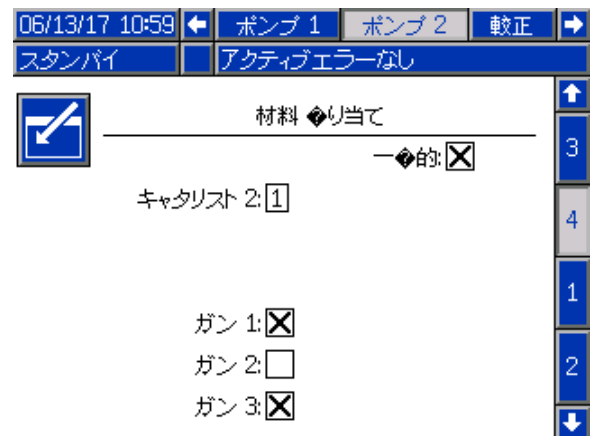 06/13/17 10:59 ポンプ 1 ポンプ 2 較正
スタンバイ アクティブエラーなし
材料 �り当て
一�的:
3
キャタリスト 2: 1
4
1
ガン 1:
ガン 2:
2
ガン 3: